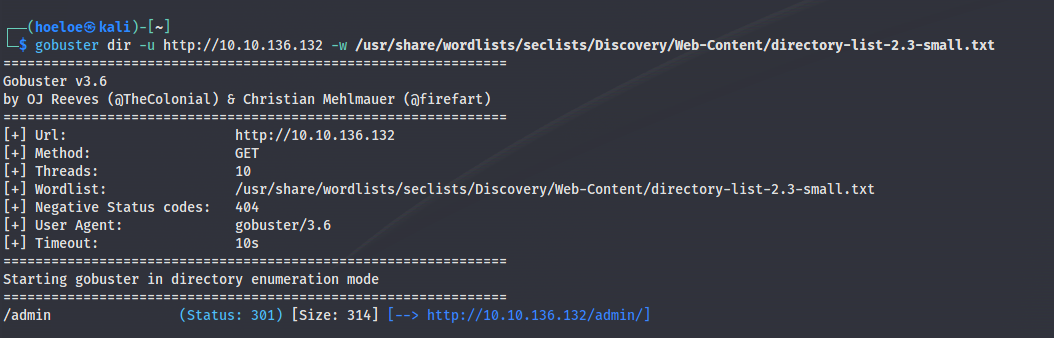 ┌──(hoeloe㉿kali)-[~]
└─$ gobuster dir -u http://10.10.136.132 -w /usr/share/wordlists/seclists/Discovery/Web-Content/directory-list-2.3-small.txt
===============================================================
Gobuster v3.6
by OJ Reeves (@TheColonial) & Christian Mehlmauer (@firefart)
===============================================================
[+] Url:                     http://10.10.136.132
[+] Method:                  GET
[+] Threads:                 10
[+] Wordlist:                /usr/share/wordlists/seclists/Discovery/Web-Content/directory-list-2.3-small.txt
[+] Negative Status codes:   404
[+] User Agent:              gobuster/3.6
[+] Timeout:                 10s
===============================================================
Starting gobuster in directory enumeration mode
===============================================================
/admin                (Status: 301) [Size: 314] [--> http://10.10.136.132/admin/]